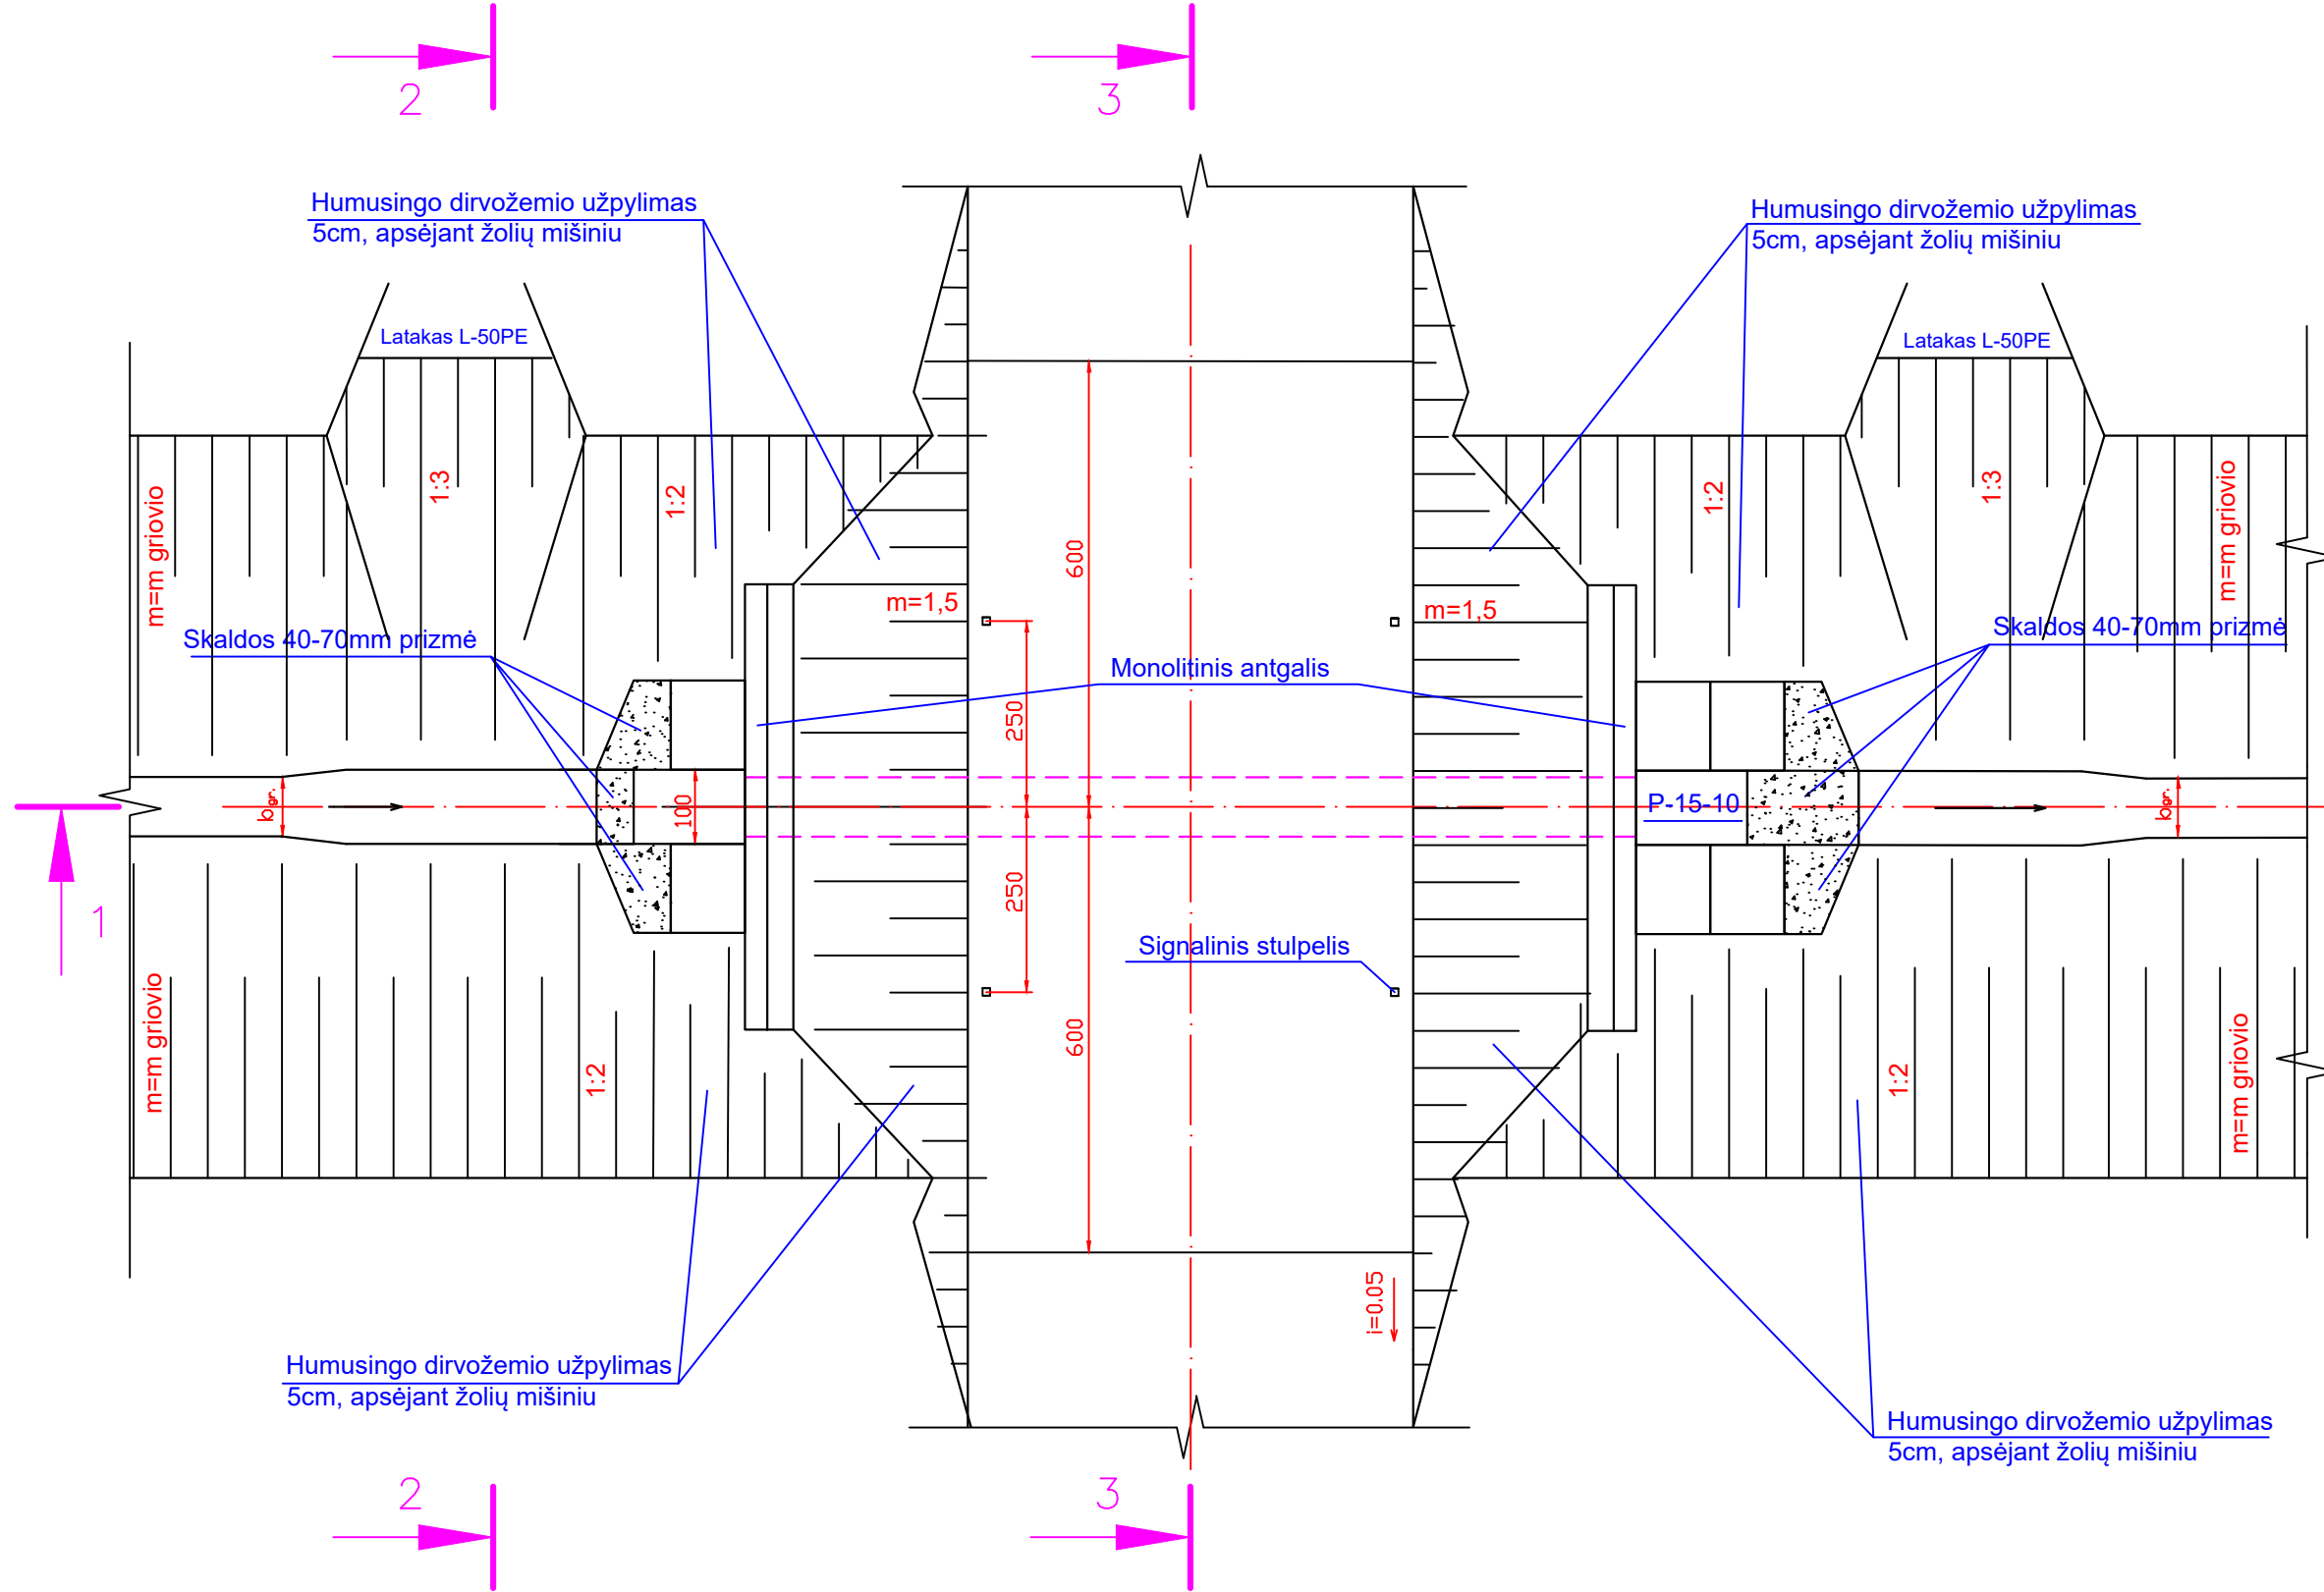 2
3
Humusingo dirvožemio užpylimas
5cm, apsėjant žolių mišiniu
Humusingo dirvožemio užpylimas
5cm, apsėjant žolių mišiniu
Latakas L-50PE
Latakas L-50PE
m=m griovio
1:3
1:2
1:2
1:3
m=m griovio
600
m=1,5
m=1,5
Skaldos 40-70mm prizmė
Skaldos 40-70mm prizmė
Monolitinis antgalis
250
bgr.
100
P-15-10
bgr.
1
250
Signalinis stulpelis
m=m griovio
1:2
600
1:2
m=m griovio
i=0.05
Humusingo dirvožemio užpylimas
5cm, apsėjant žolių mišiniu
Humusingo dirvožemio užpylimas
5cm, apsėjant žolių mišiniu
2
3